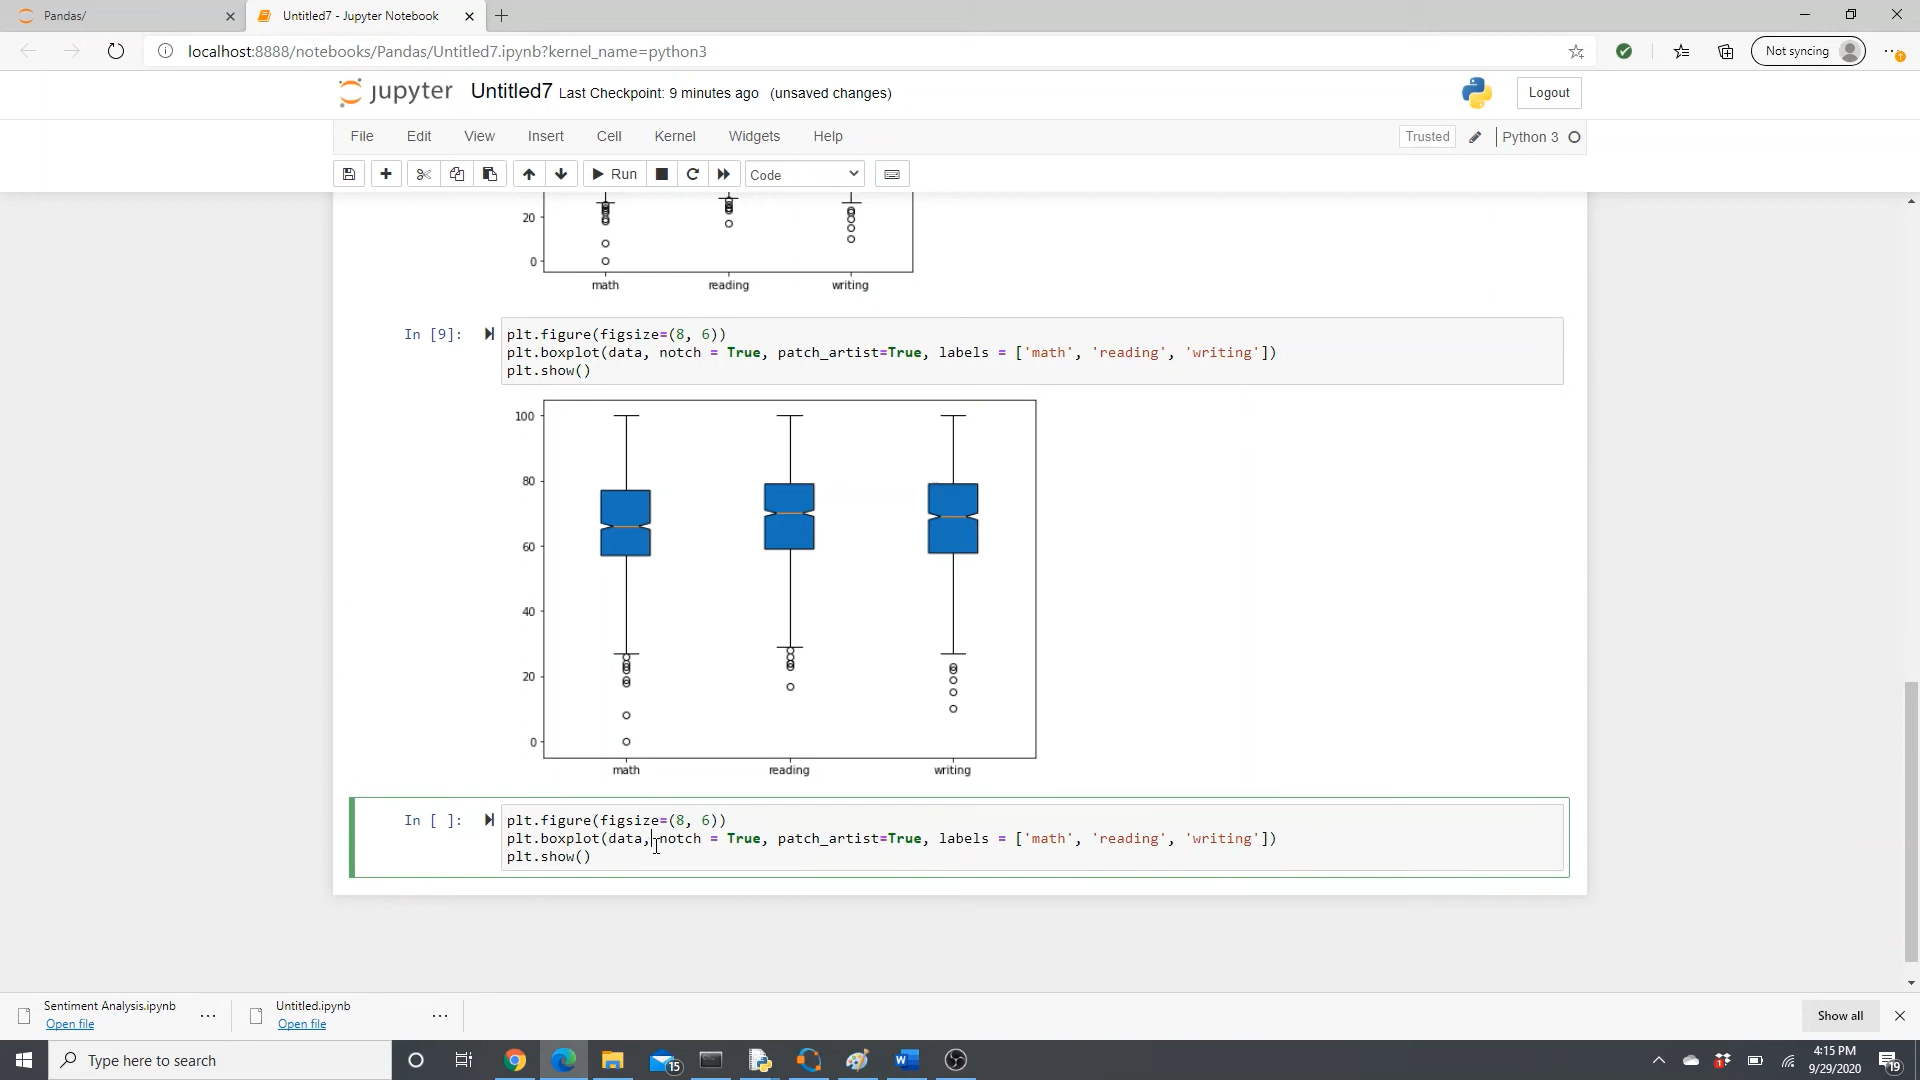 Pandas/
Untitled7 - Jupyter Notebook
localhost:8888/notebooks/Pandas/Untitled7.ipynb?kernel_name=python3
Not syncing
jupyter Untitled7 Last Checkpoint: 9 minutes ago (unsaved changes)
Logout
File Edit View Insert Cell Kernel Widgets Help
Trusted
Python 3
Run
Code
20
0
math reading writing
In [9]:
plt.figure(figsize=(8, 6))
plt.boxplot(data, notch = True, patch_artist=True, labels = ['math', 'reading', 'writing'])
plt.show()
100
80
60
40
20
0
math reading writing
In [ ]:
plt.figure(figsize=(8, 6))
plt.boxplot(data, notch = True, patch_artist=True, labels = ['math', 'reading', 'writing'])
plt.show()
Sentiment Analysis.ipynb
Open file
Untitled.ipynb
Open file
Show all
Type here to search
15
1
4:15 PM
9/29/2020
19